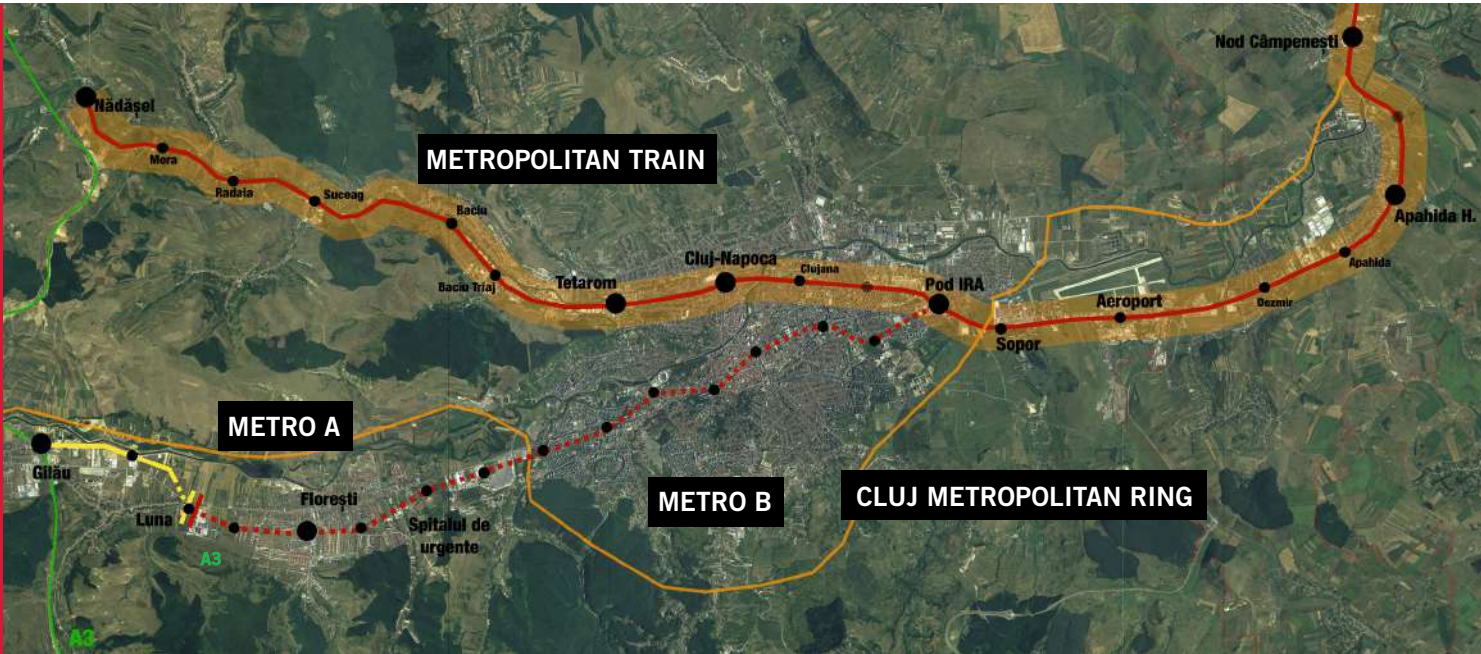 Nod Câmpenești
Nădășel
METROPOLITAN TRAIN
Mera
Radaia
Suceag
Baciu
Apahida H.
Cluj-Napoca
Apahida
Tetarom
Clujana
Baciu Triaj
Pod IRA
Aeroport
Dezmir
Sopor
METRO A
Gilău
Florești
METRO B
CLUJ METROPOLITAN RING
Luna
Spitalul de
urgente
A3
A3